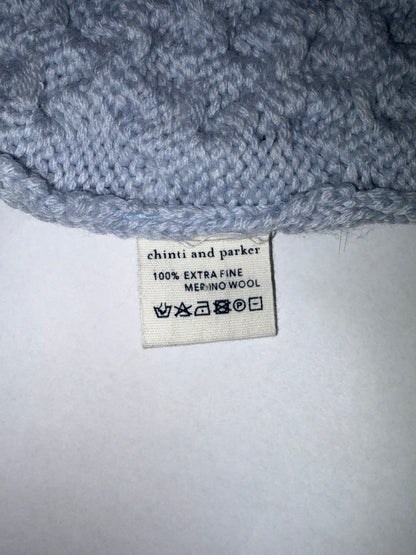 chinti and parker
100% EXTRA FINE
MERINO WOOL
P